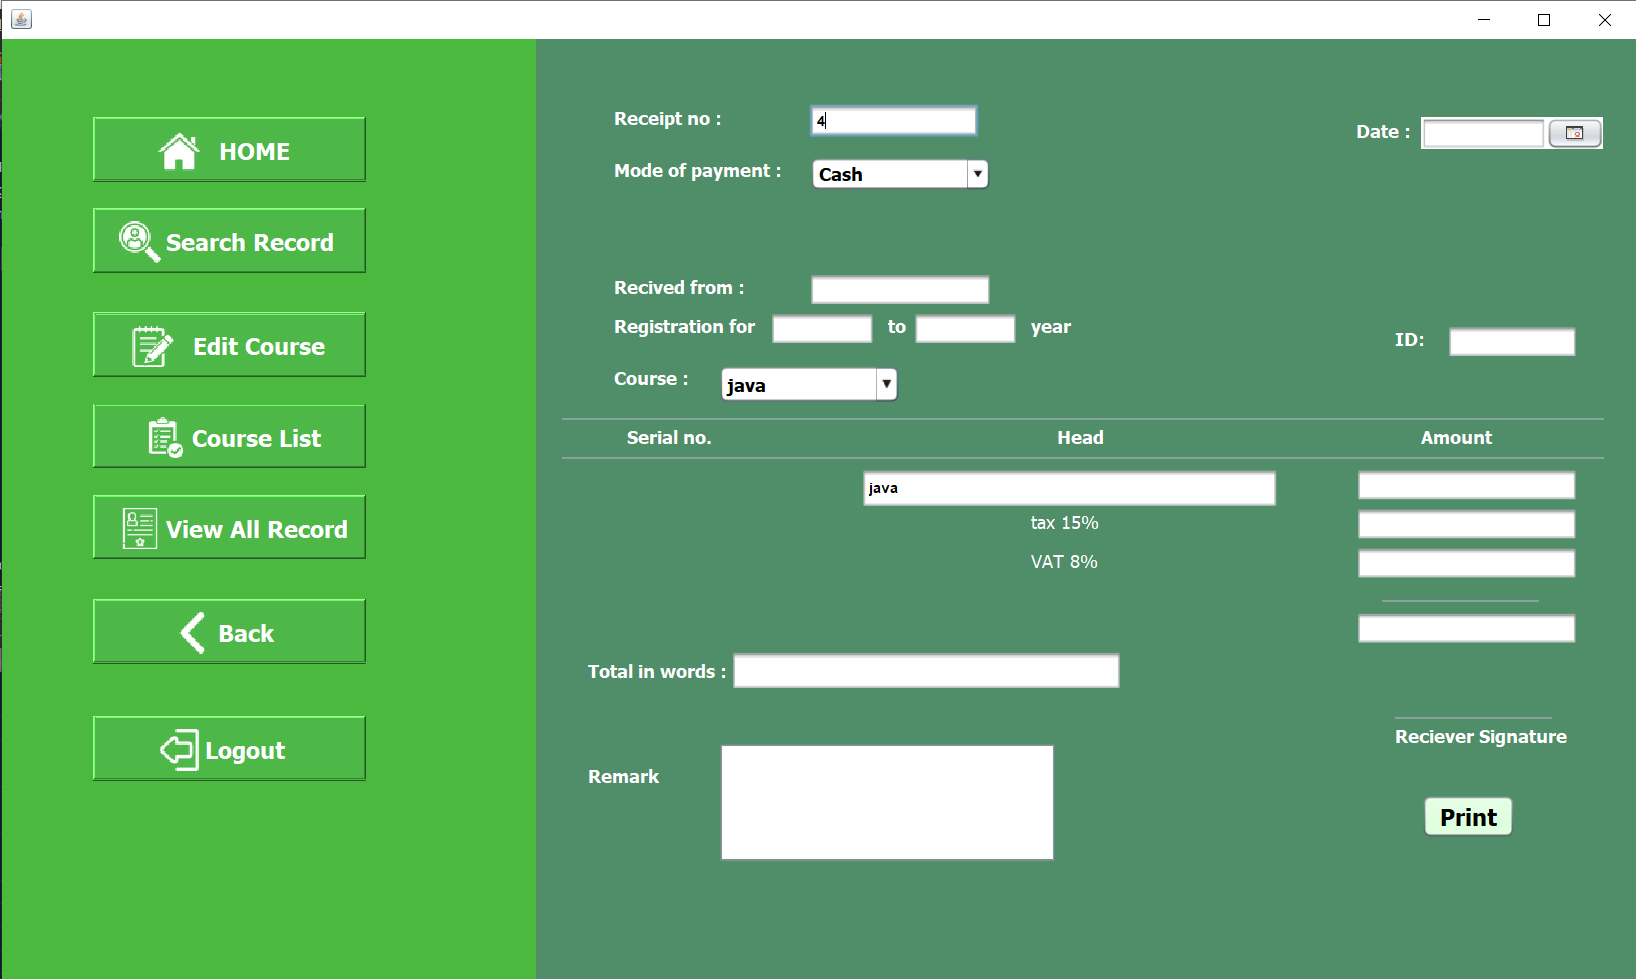 HOME
Search Record
Edit Course
Course List
View All Record
Back
Logout
Receipt no : 4
Date :
Mode of payment : Cash
Recived from :
Registration for to year
ID:
Course : java
Serial no. Head Amount
java
tax 15%
VAT 8%
Total in words :
Reciever Signature
Remark
Print